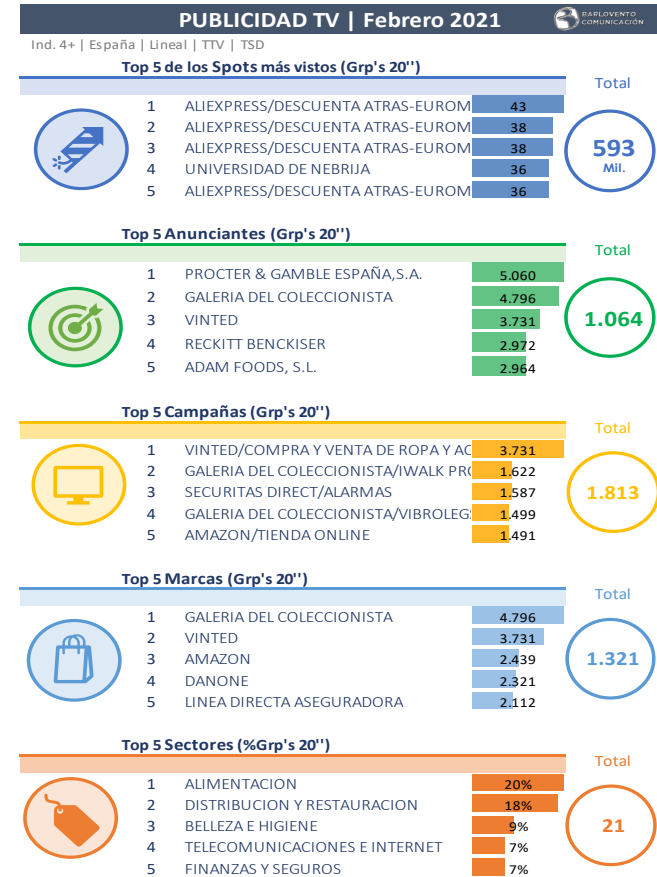 PUBLICIDAD TV | Febrero 2021
BARLOVENTO
COMUNICACIÓN
Ind. 4+ | España | Lineal | TTV | TSD
Top 5 de los Spots más vistos (Grp's 20'')
Total
1 ALIEXPRESS/DESCUENTA ATRAS-EUROM 43
2 ALIEXPRESS/DESCUENTA ATRAS-EUROM 38
3 ALIEXPRESS/DESCUENTA ATRAS-EUROM 38
4 UNIVERSIDAD DE NEBRIJA 36
5 ALIEXPRESS/DESCUENTA ATRAS-EUROM 36
593
Mil.
Top 5 Anunciantes (Grp's 20'')
Total
1 PROCTER & GAMBLE ESPAÑA,S.A. 5.060
2 GALERIA DEL COLECCIONISTA 4.796
3 VINTED 3.731
4 RECKITT BENCKISER 2.972
5 ADAM FOODS, S.L. 2.964
1.064
Top 5 Campañas (Grp's 20'')
Total
1 VINTED/COMPRA Y VENTA DE ROPA Y AC 3.731
2 GALERIA DEL COLECCIONISTA/IWALK PRO 1.622
3 SECURITAS DIRECT/ALARMAS 1.587
4 GALERIA DEL COLECCIONISTA/VIBROLEGS 1.499
5 AMAZON/TIENDA ONLINE 1.491
1.813
Top 5 Marcas (Grp's 20'')
Total
1 GALERIA DEL COLECCIONISTA 4.796
2 VINTED 3.731
3 AMAZON 2.439
4 DANONE 2.321
5 LINEA DIRECTA ASEGURADORA 2.112
1.321
Top 5 Sectores (%Grp's 20'')
Total
1 ALIMENTACION 20%
2 DISTRIBUCION Y RESTAURACION 18%
3 BELLEZA E HIGIENE 9%
4 TELECOMUNICACIONES E INTERNET 7%
5 FINANZAS Y SEGUROS 7%
21